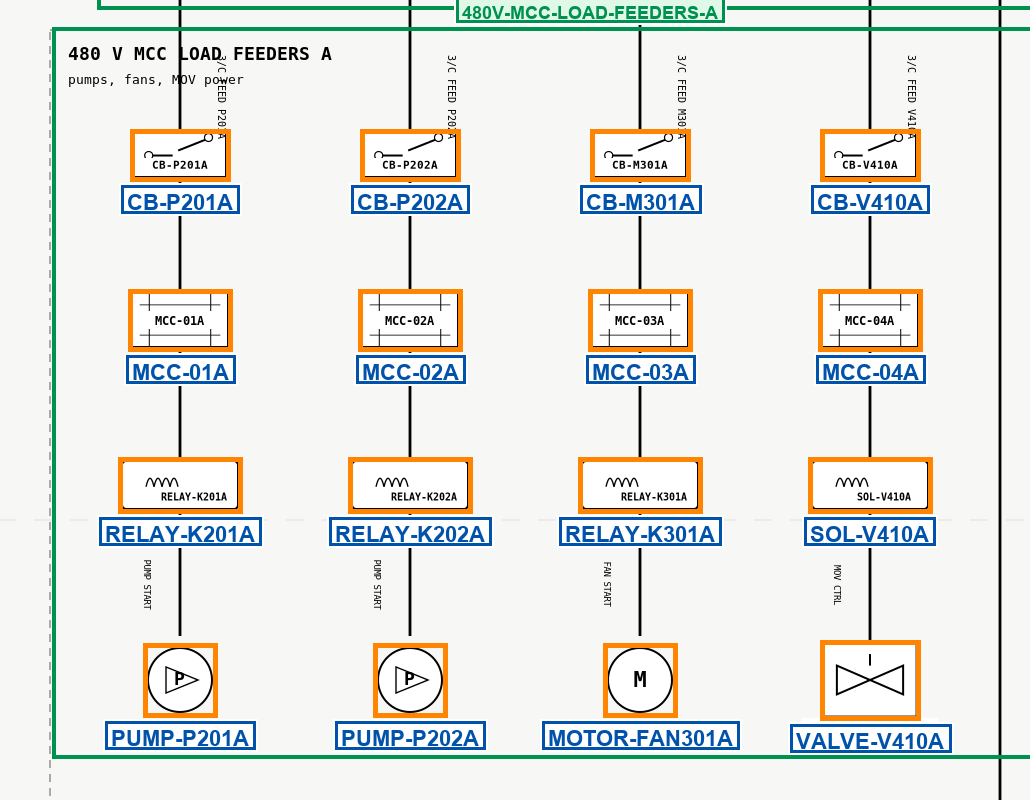 480V-MCC-LOAD-FEEDERS-A
480 V MCC LOAD FEEDERS A
pumps, fans, MOV power
3/C FEED P201A
3/C FEED P202A
3/C FEED M301A
3/C FEED V410A
CB-P201A
CB-P202A
CB-M301A
CB-V410A
CB-P201A
CB-P202A
CB-M301A
CB-V410A
MCC-01A
MCC-02A
MCC-03A
MCC-04A
MCC-01A
MCC-02A
MCC-03A
MCC-04A
RELAY-K201A
RELAY-K202A
RELAY-K301A
SOL-V410A
RELAY-K201A
RELAY-K202A
RELAY-K301A
SOL-V410A
PUMP START
PUMP START
FAN START
MOV CTRL
P
P
M
PUMP-P201A
PUMP-P202A
MOTOR-FAN301A
VALVE-V410A